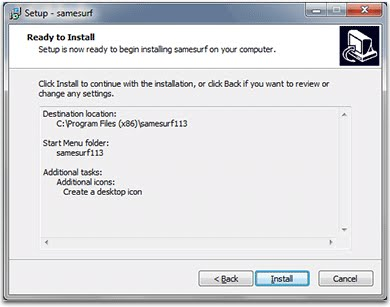 Setup - samesurf
Ready to Install
Setup is now ready to begin installing samesurf on your computer.
Click Install to continue with the installation, or click Back if you want to review or
change any settings.
Destination location:
C:\Program Files (x86)\samesurf113
Start Menu folder:
samesurf113
Additional tasks:
Additional icons:
Create a desktop icon
< Back
Install
Cancel